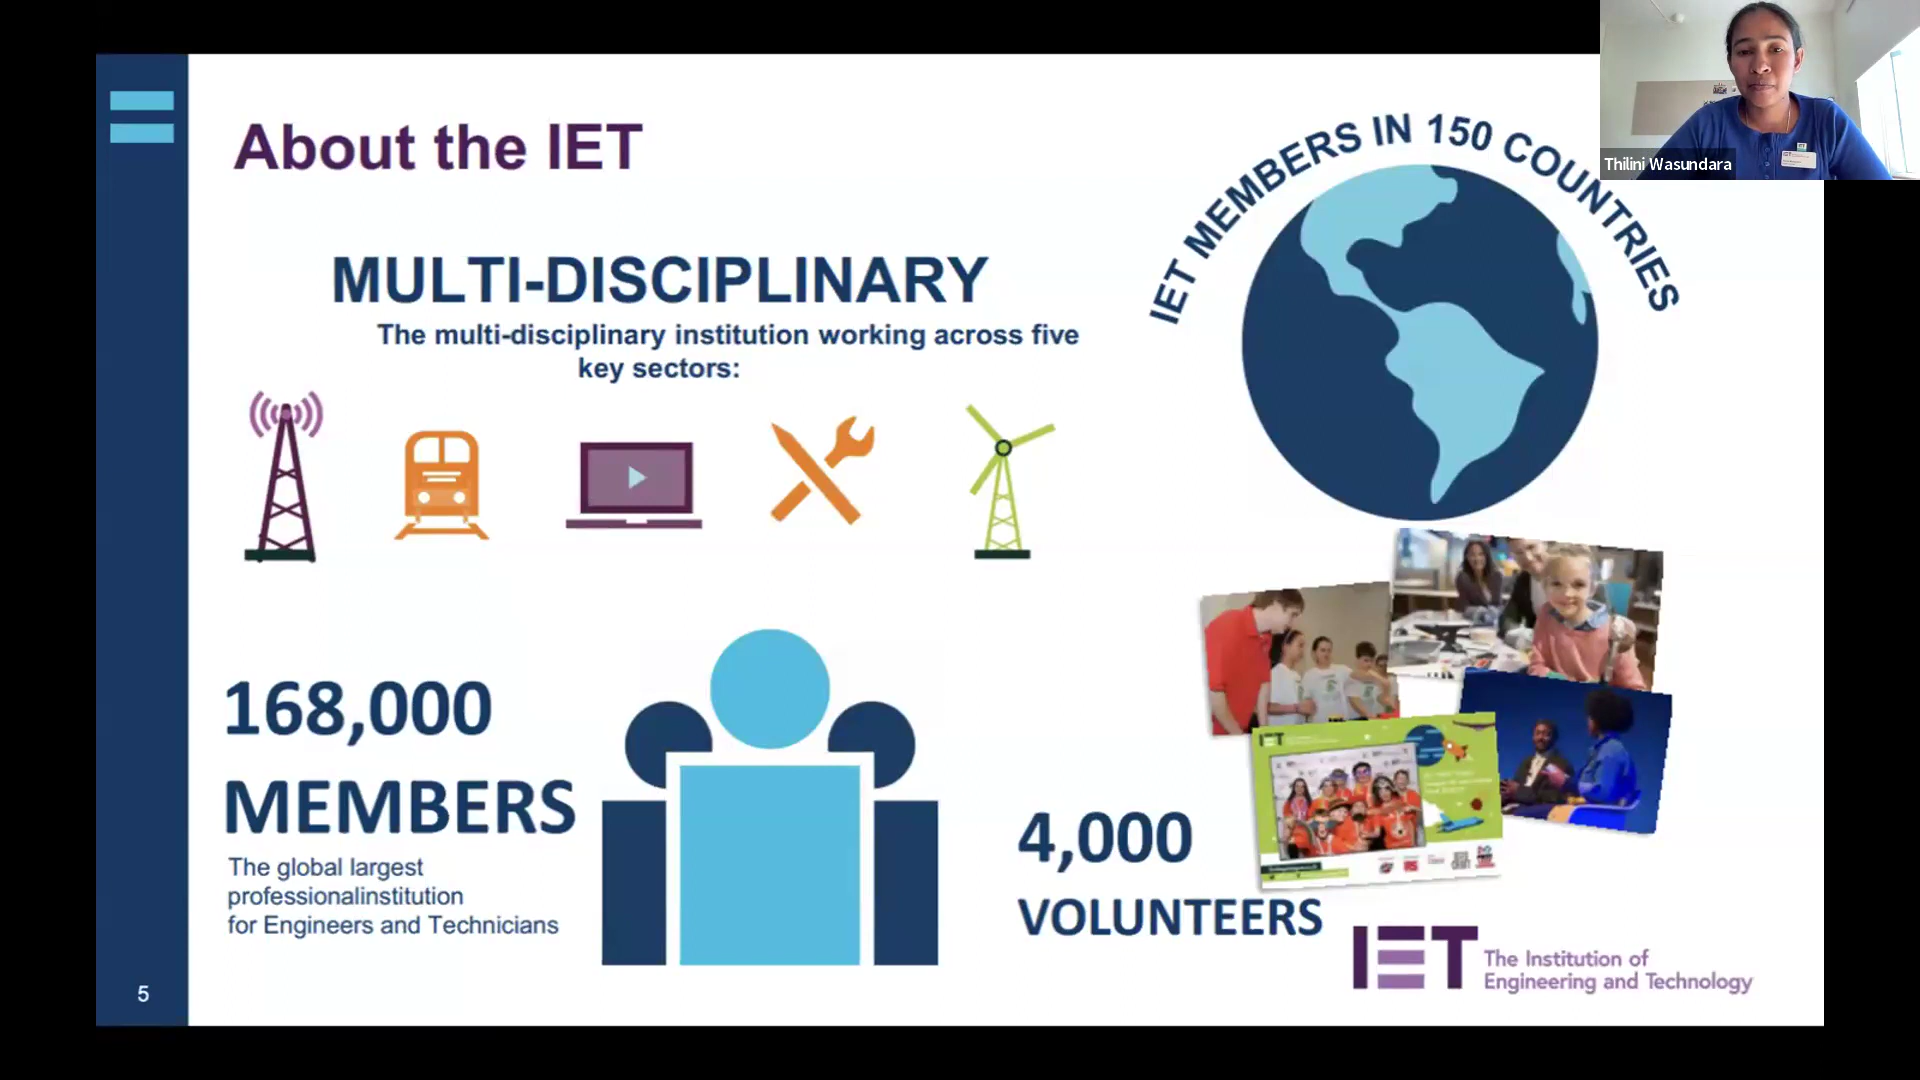 About the IET
MULTI-DISCIPLINARY
The multi-disciplinary institution working across five
key sectors:
IET MEMBERS IN 150 COUNTRIES
Thilini Wasundara
168,000
MEMBERS
The global largest
professionalinstitution
for Engineers and Technicians
4,000
VOLUNTEERS
IET
IET
The Institution of
Engineering and Technology
5